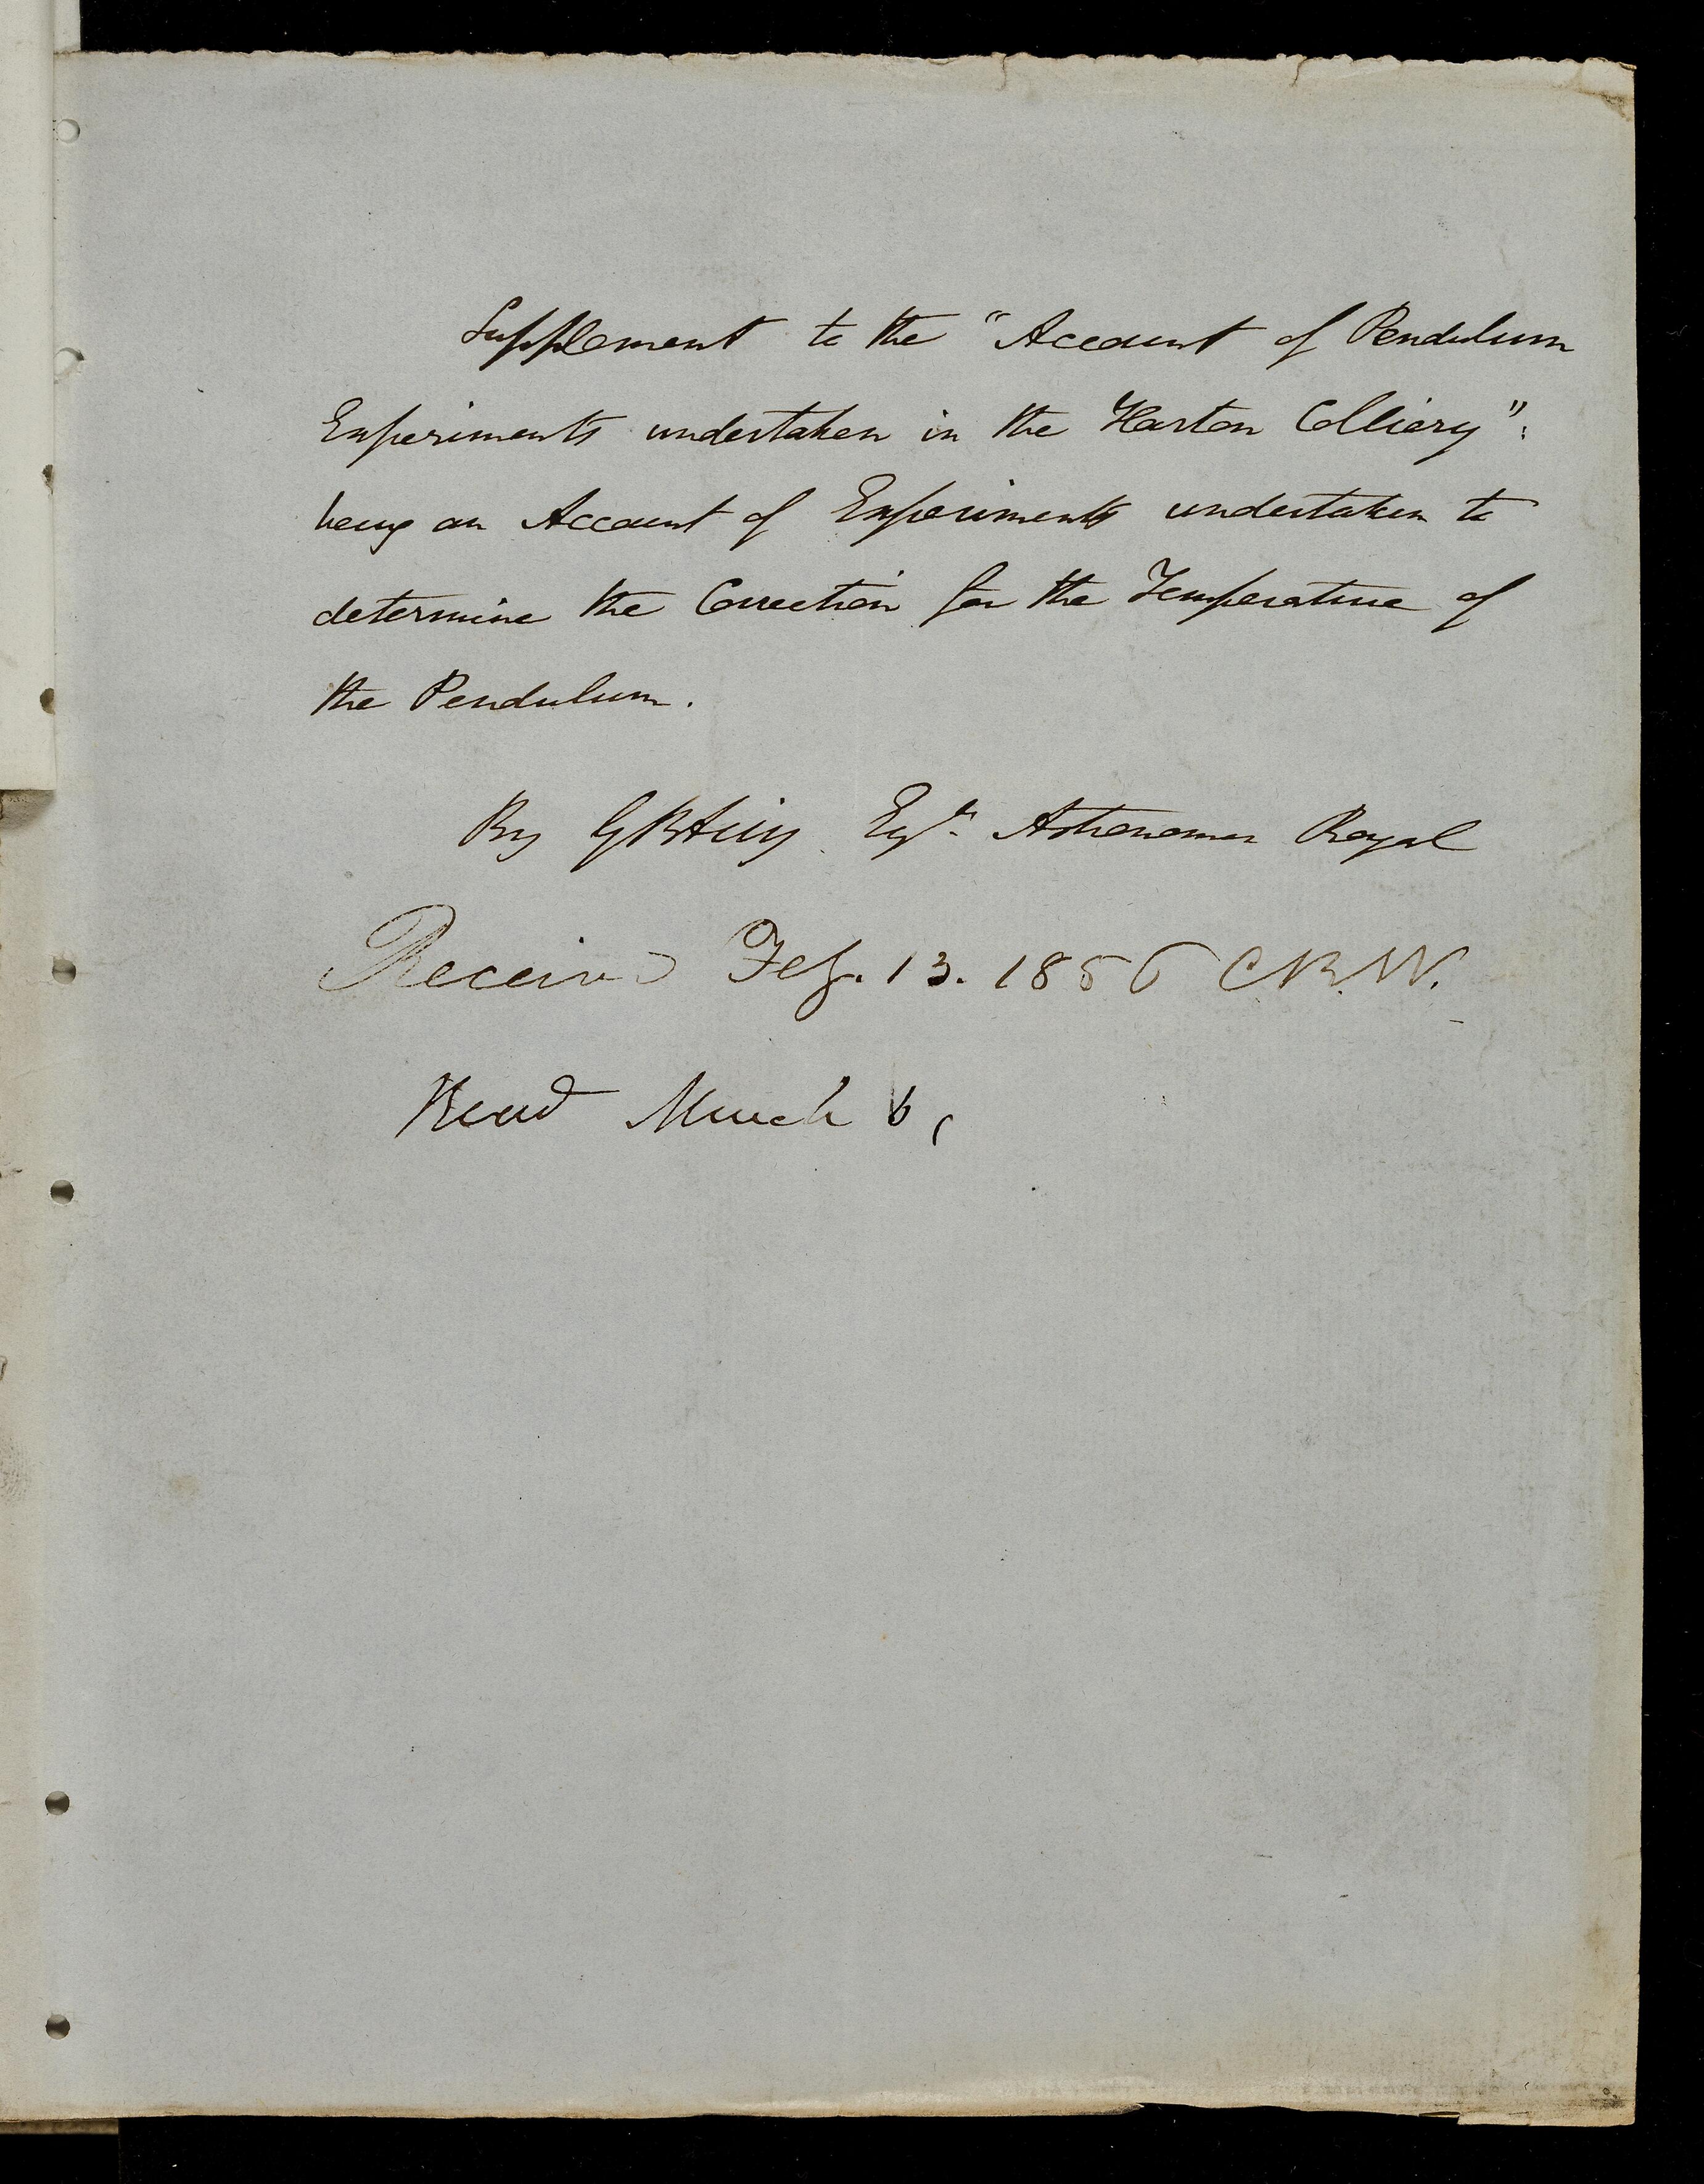 Supplement to the "Account of Pendulum
Experiments undertaken in the Harton Colliery":
being an Account of Experiments undertaken to
determine the Correction for the Temperature of
the Pendulum.
By G B Airy Esqr. Astronomer Royal
Received Feb. 13. 1856 C.R.W.
Read March 6,